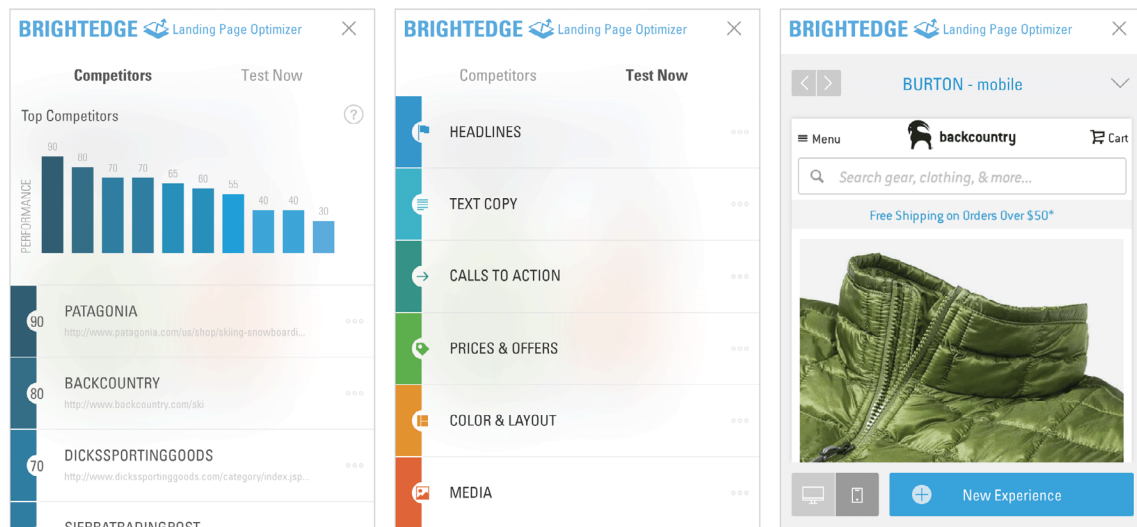 BRIGHTEDGE Landing Page Optimizer
Competitors Test Now
Top Competitors ?
PERFORMANCE
90 80 70 70 65 60 55 40 40 30
90 PATAGONIA
http://www.patagonia.com/us/shop/skiing-snowboardi...
80 BACKCOUNTRY
http://www.backcountry.com/ski
70 DICKSSPORTINGGOODS
http://www.dickssportinggoods.com/category/index.jsp...
SIERRATRADINGPOST
BRIGHTEDGE Landing Page Optimizer
Competitors Test Now
HEADLINES
TEXT COPY
CALLS TO ACTION
PRICES & OFFERS
COLOR & LAYOUT
MEDIA
BRIGHTEDGE Landing Page Optimizer
BURTON - mobile
Menu backcountry Cart
Search gear, clothing, & more...
Free Shipping on Orders Over $50*
New Experience